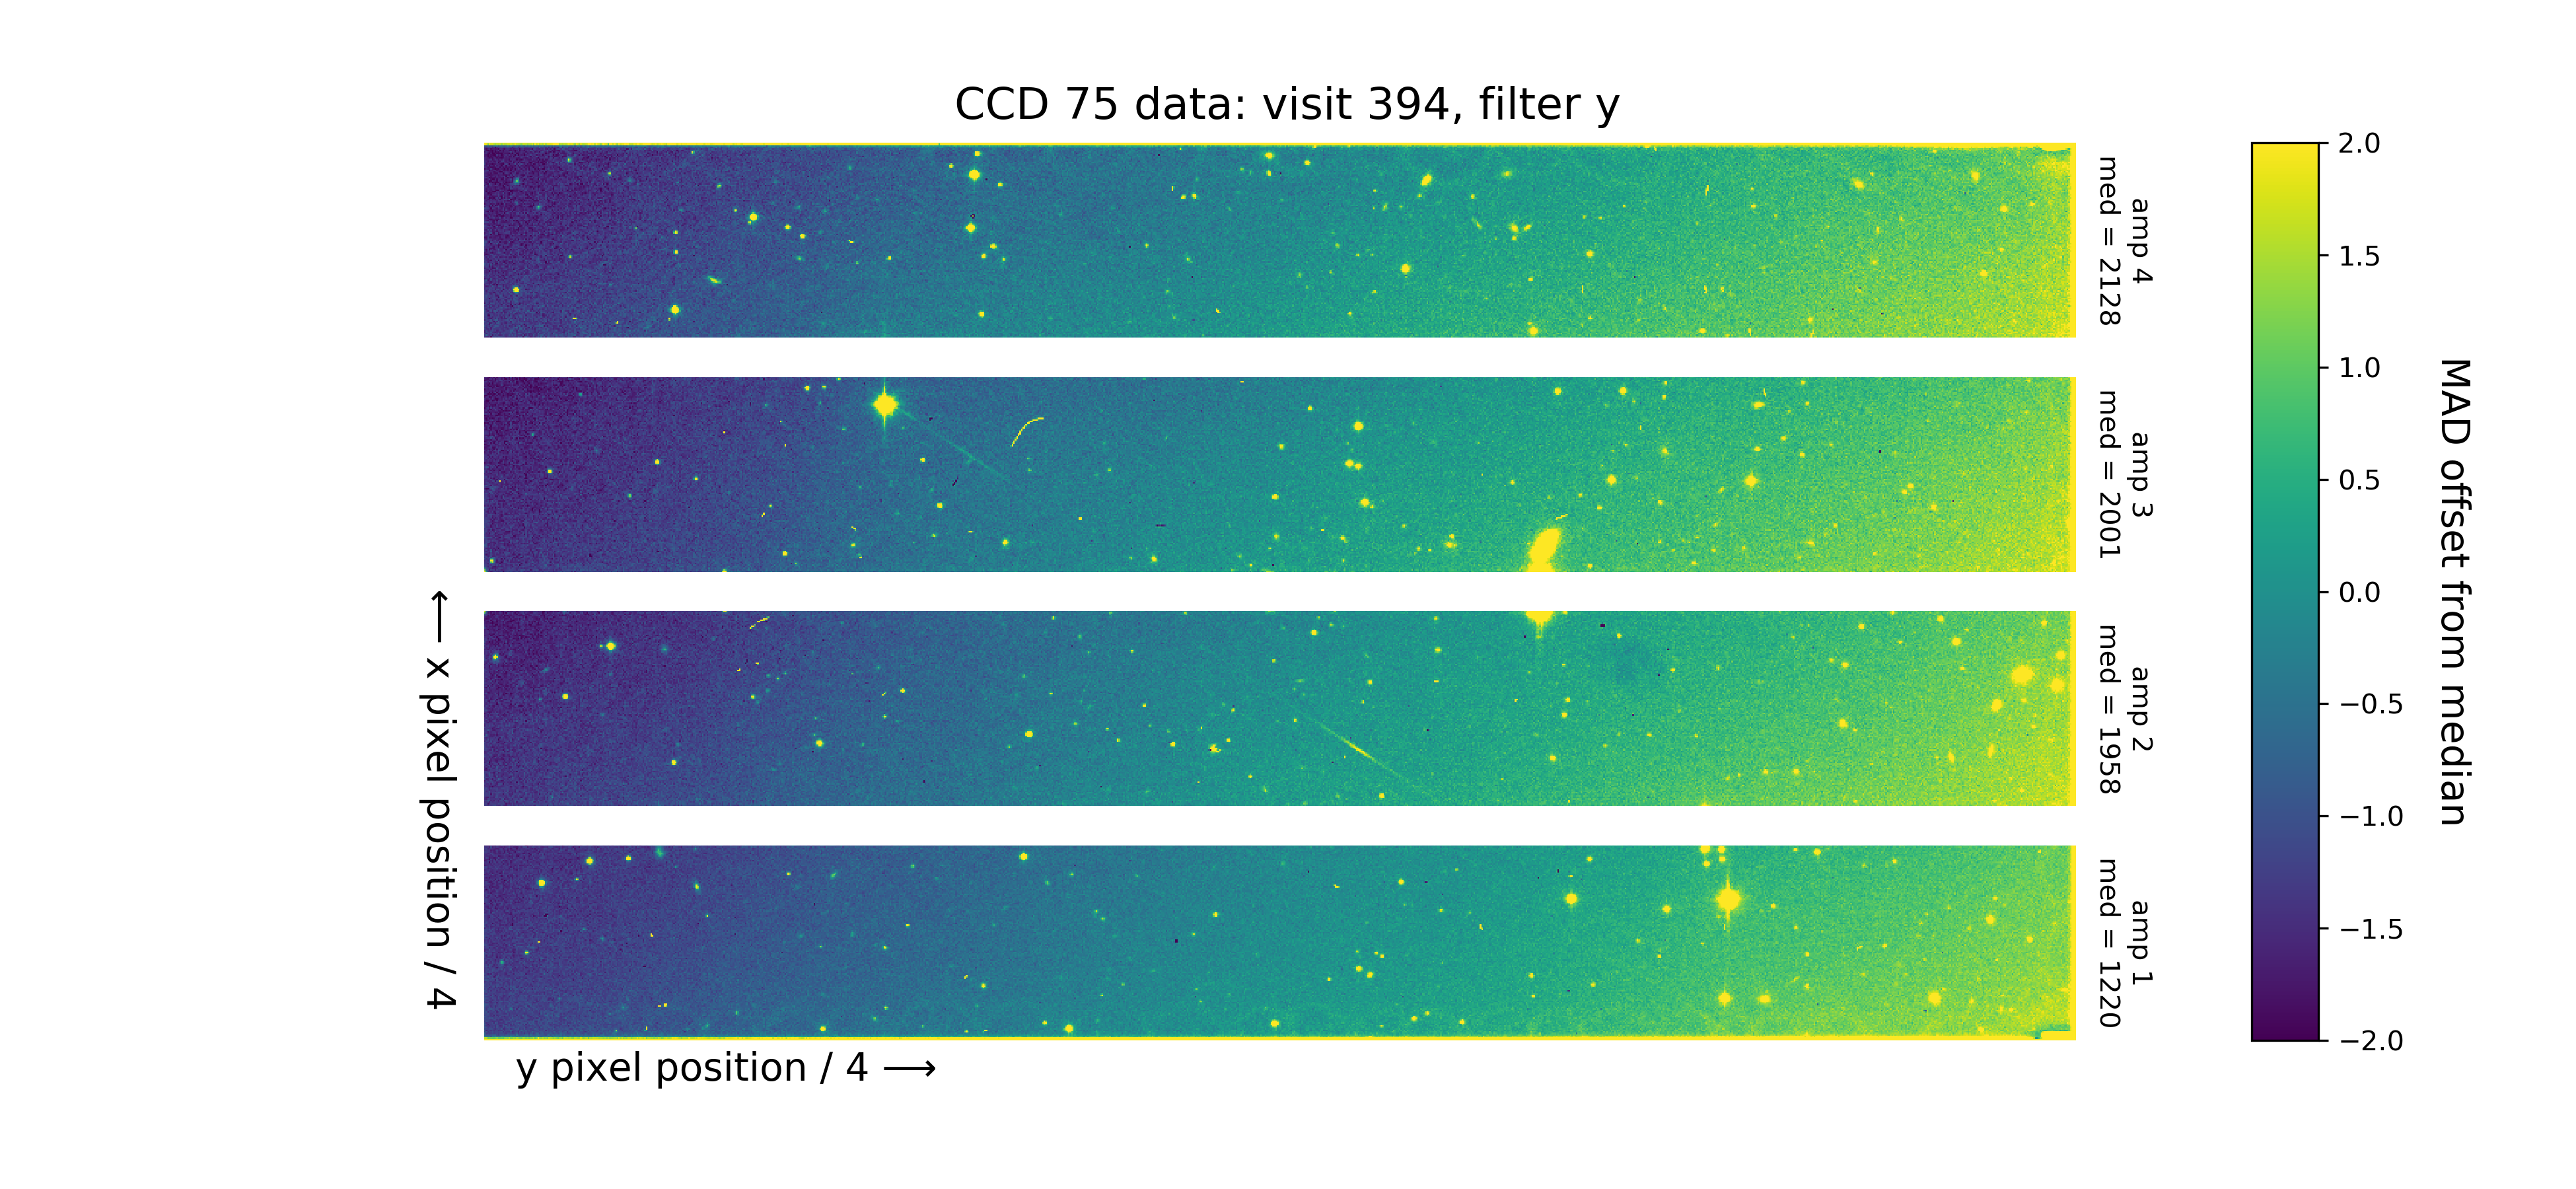 CCD 75 data: visit 394, filter y
amp 4
med = 2128
amp 3
med = 2001
amp 2
med = 1958
amp 1
med = 1220
⟵ x pixel position / 4
y pixel position / 4 ⟶
2.0
1.5
1.0
0.5
0.0
−0.5
−1.0
−1.5
−2.0
MAD offset from median